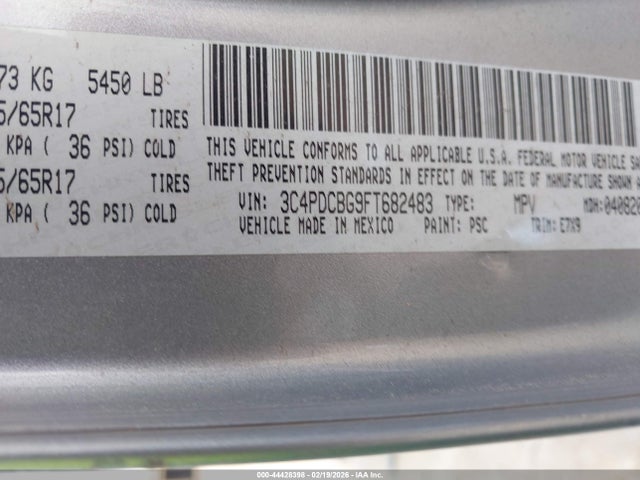 73 KG 5450 LB
5/65R17 TIRES
KPA ( 36 PSI) COLD
5/65R17 TIRES
KPA ( 36 PSI) COLD
THIS VEHICLE CONFORMS TO ALL APPLICABLE U.S.A. FEDERAL MOTOR VEHICLE
THEFT PREVENTION STANDARDS IN EFFECT ON THE DATE OF MANUFACTURE SHOWN
VIN: 3C4PDCBG9FT682483 TYPE: MPV MDH:040820
VEHICLE MADE IN MEXICO PAINT: PSC TRIM: E7X9
000-44428398 - 02/19/2026 - IAA Inc.